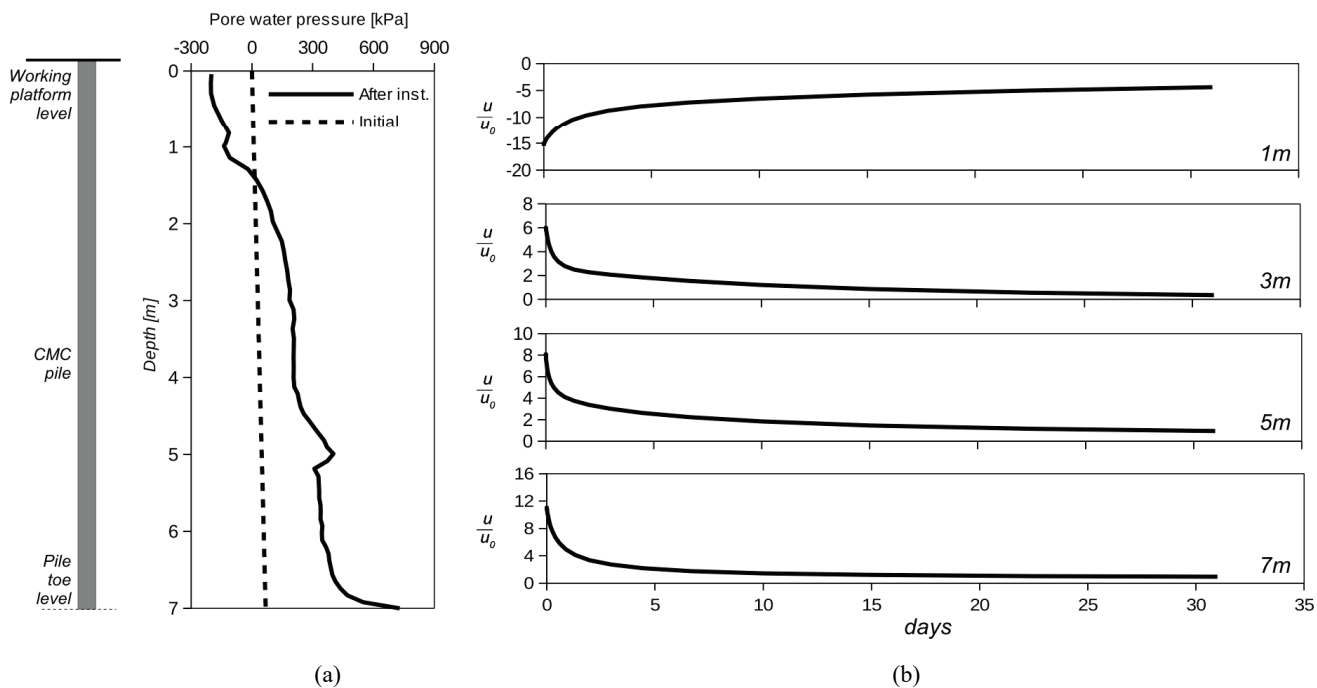 Pore water pressure [kPa]
-300 0 300 600 900
Working
platform
level
CMC
pile
Pile
toe
level
Depth [m]
0
1
2
3
4
5
6
7
After inst.
Initial
(a)
u
u₀
0
-5
-10
-15
-20
1m
u
u₀
8
6
4
2
0
3m
u
u₀
10
8
6
4
2
0
5m
u
u₀
16
12
8
4
0
7m
0 5 10 15 20 25 30 35
days
(b)